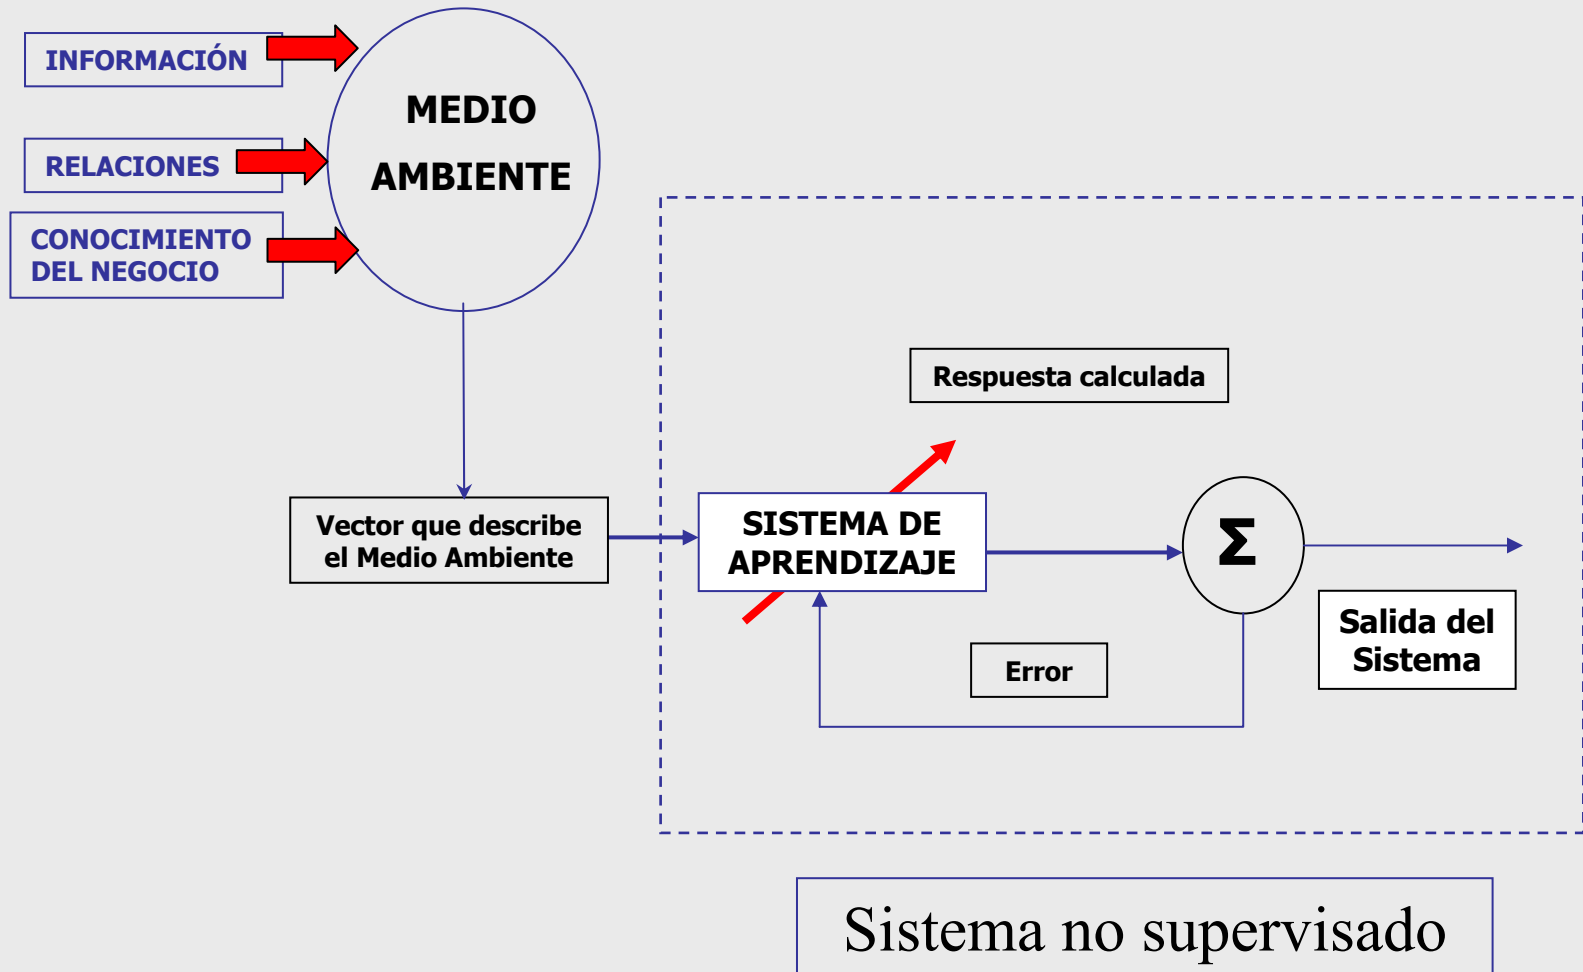 INFORMACIÓN
MEDIO
AMBIENTE
RELACIONES
CONOCIMIENTO
DEL NEGOCIO
Respuesta calculada
Vector que describe
el Medio Ambiente
SISTEMA DE
APRENDIZAJE
Σ
Salida del
Sistema
Error
Sistema no supervisado